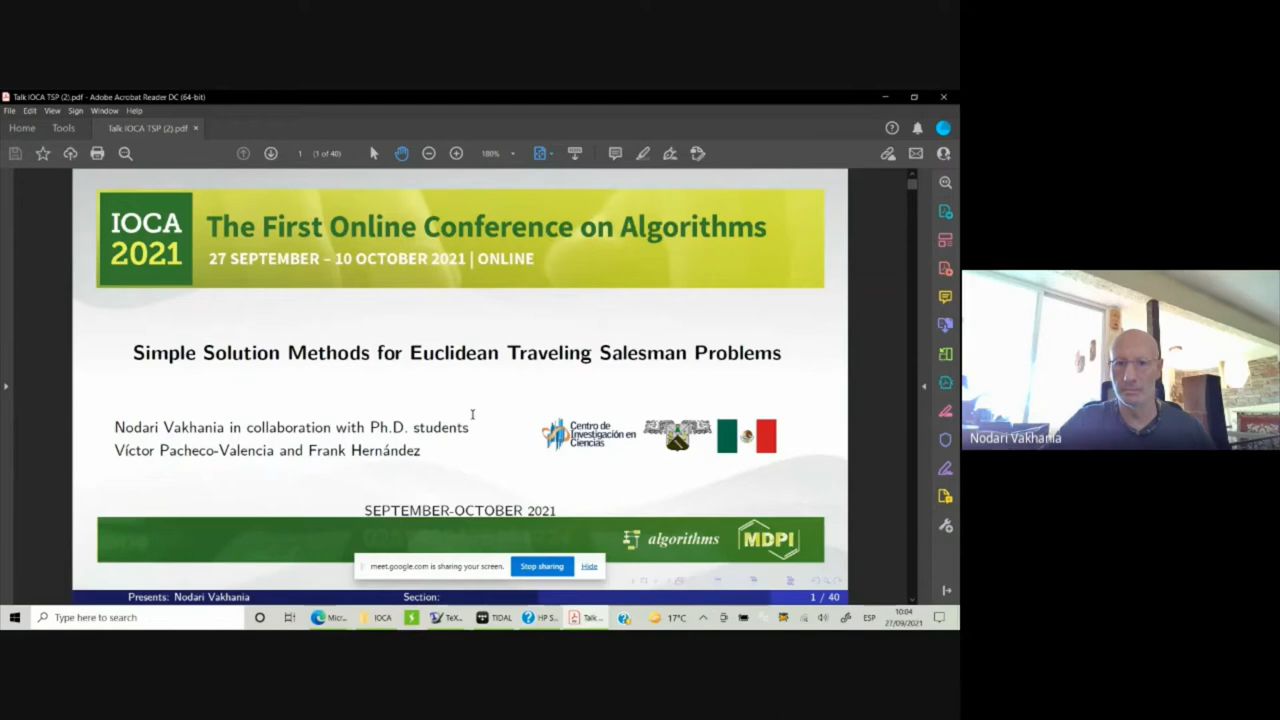 Talk IOCA TSP (2).pdf - Adobe Acrobat Reader DC (64-bit)
File Edit View Sign Window Help
Home Tools Talk IOCA TSP (2).pdf ×
1 (1 of 40) 180%
IOCA 2021
The First Online Conference on Algorithms
27 SEPTEMBER – 10 OCTOBER 2021 | ONLINE
Simple Solution Methods for Euclidean Traveling Salesman Problems
Nodari Vakhania in collaboration with Ph.D. students
Víctor Pacheco-Valencia and Frank Hernández
Centro de
Investigación en
Ciencias
SEPTEMBER-OCTOBER 2021
algorithms MDPI
meet.google.com is sharing your screen. Stop sharing Hide
Presents: Nodari Vakhania Section: 1 / 40
Type here to search Micr... IOCA TeX... TIDAL HP S... Talk... 17°C ESP
10:04
27/09/2021
Nodari Vakhania